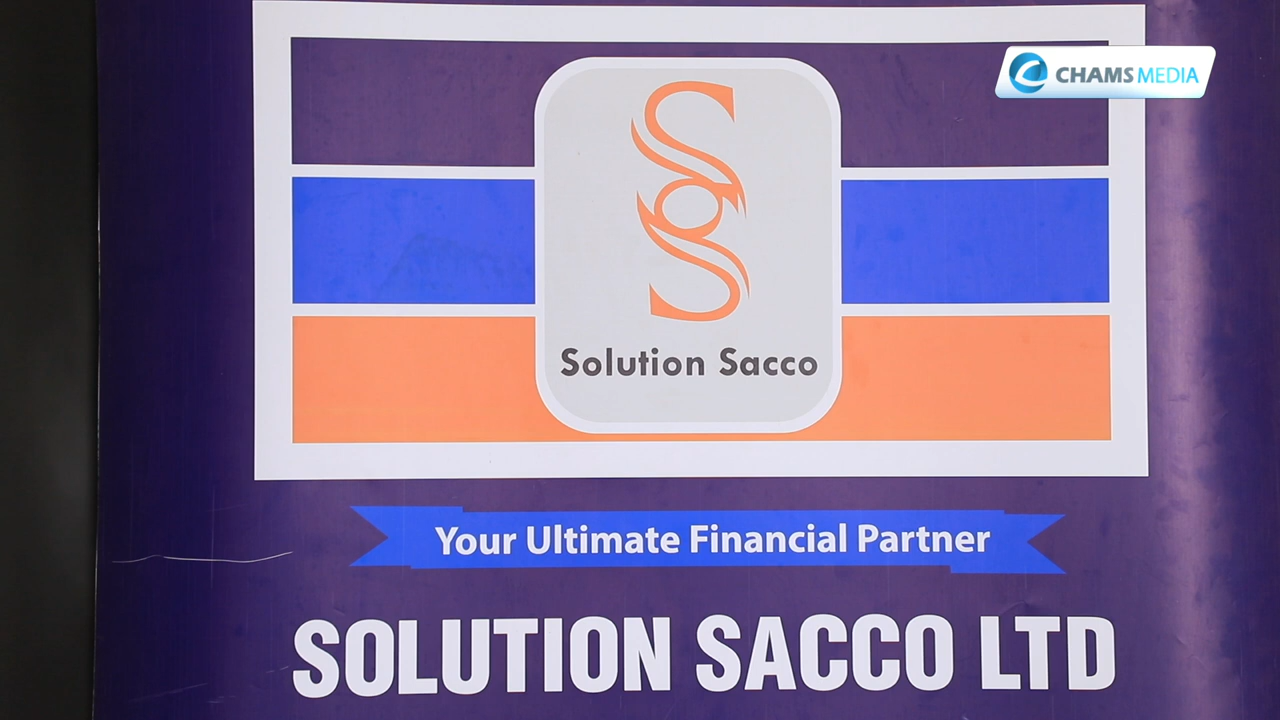 CHAMS MEDIA
Solution Sacco
Your Ultimate Financial Partner
SOLUTION SACCO LTD